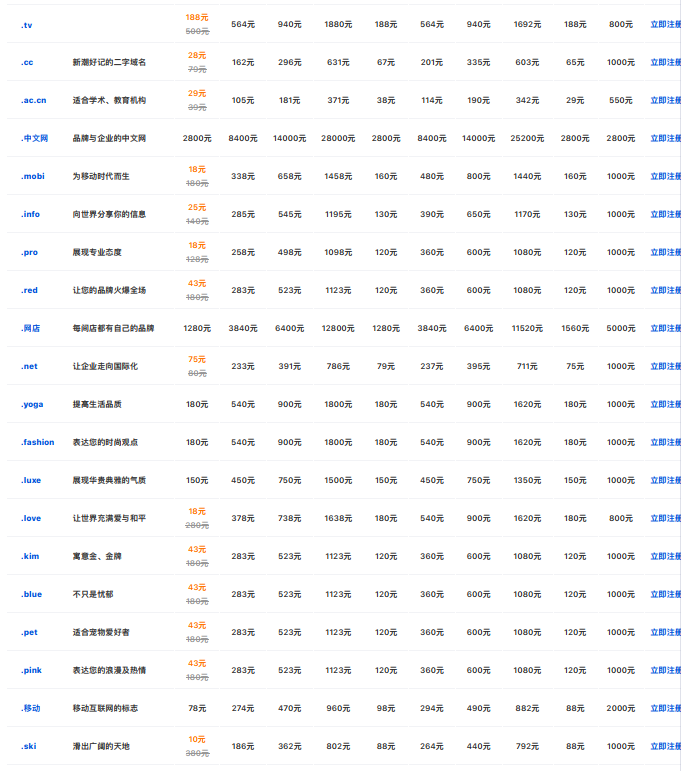 .tv 188元 500元 564元 940元 1880元 188元 564元 940元 1692元 188元 800元 立即注册
.cc 新潮好记的二字域名 28元 79元 162元 296元 631元 67元 201元 335元 603元 65元 1000元 立即注册
.ac.cn 适合学术、教育机构 29元 39元 105元 181元 371元 38元 114元 190元 342元 29元 550元 立即注册
.中文网 品牌与企业的中文网 2800元 8400元 14000元 28000元 2800元 8400元 14000元 25200元 2800元 2800元 立即注册
.mobi 为移动时代而生 18元 180元 338元 658元 1458元 160元 480元 800元 1440元 160元 1000元 立即注册
.info 向世界分享你的信息 25元 140元 285元 545元 1195元 130元 390元 650元 1170元 130元 1000元 立即注册
.pro 展现专业态度 18元 128元 258元 498元 1098元 120元 360元 600元 1080元 120元 1000元 立即注册
.red 让您的品牌火爆全场 43元 180元 283元 523元 1123元 120元 360元 600元 1080元 120元 1000元 立即注册
.网店 每间店都有自己的品牌 1280元 3840元 6400元 12800元 1280元 3840元 6400元 11520元 1560元 5000元 立即注册
.net 让企业走向国际化 75元 80元 233元 391元 786元 79元 237元 395元 711元 75元 1000元 立即注册
.yoga 提高生活品质 180元 540元 900元 1800元 180元 540元 900元 1620元 180元 1000元 立即注册
.fashion 表达您的时尚观点 180元 540元 900元 1800元 180元 540元 900元 1620元 180元 1000元 立即注册
.luxe 展现华贵典雅的气质 150元 450元 750元 1500元 150元 450元 750元 1350元 150元 1000元 立即注册
.love 让世界充满爱与和平 18元 280元 378元 738元 1638元 180元 540元 900元 1620元 180元 800元 立即注册
.kim 寓意金、金牌 43元 180元 283元 523元 1123元 120元 360元 600元 1080元 120元 1000元 立即注册
.blue 不只是忧郁 43元 180元 283元 523元 1123元 120元 360元 600元 1080元 120元 1000元 立即注册
.pet 适合宠物爱好者 43元 180元 283元 523元 1123元 120元 360元 600元 1080元 120元 1000元 立即注册
.pink 表达您的浪漫及热情 43元 180元 283元 523元 1123元 120元 360元 600元 1080元 120元 1000元 立即注册
.移动 移动互联网的标志 78元 274元 470元 960元 98元 294元 490元 882元 88元 2000元 立即注册
.ski 滑出广阔的天地 10元 380元 186元 362元 802元 88元 264元 440元 792元 88元 1000元 立即注册